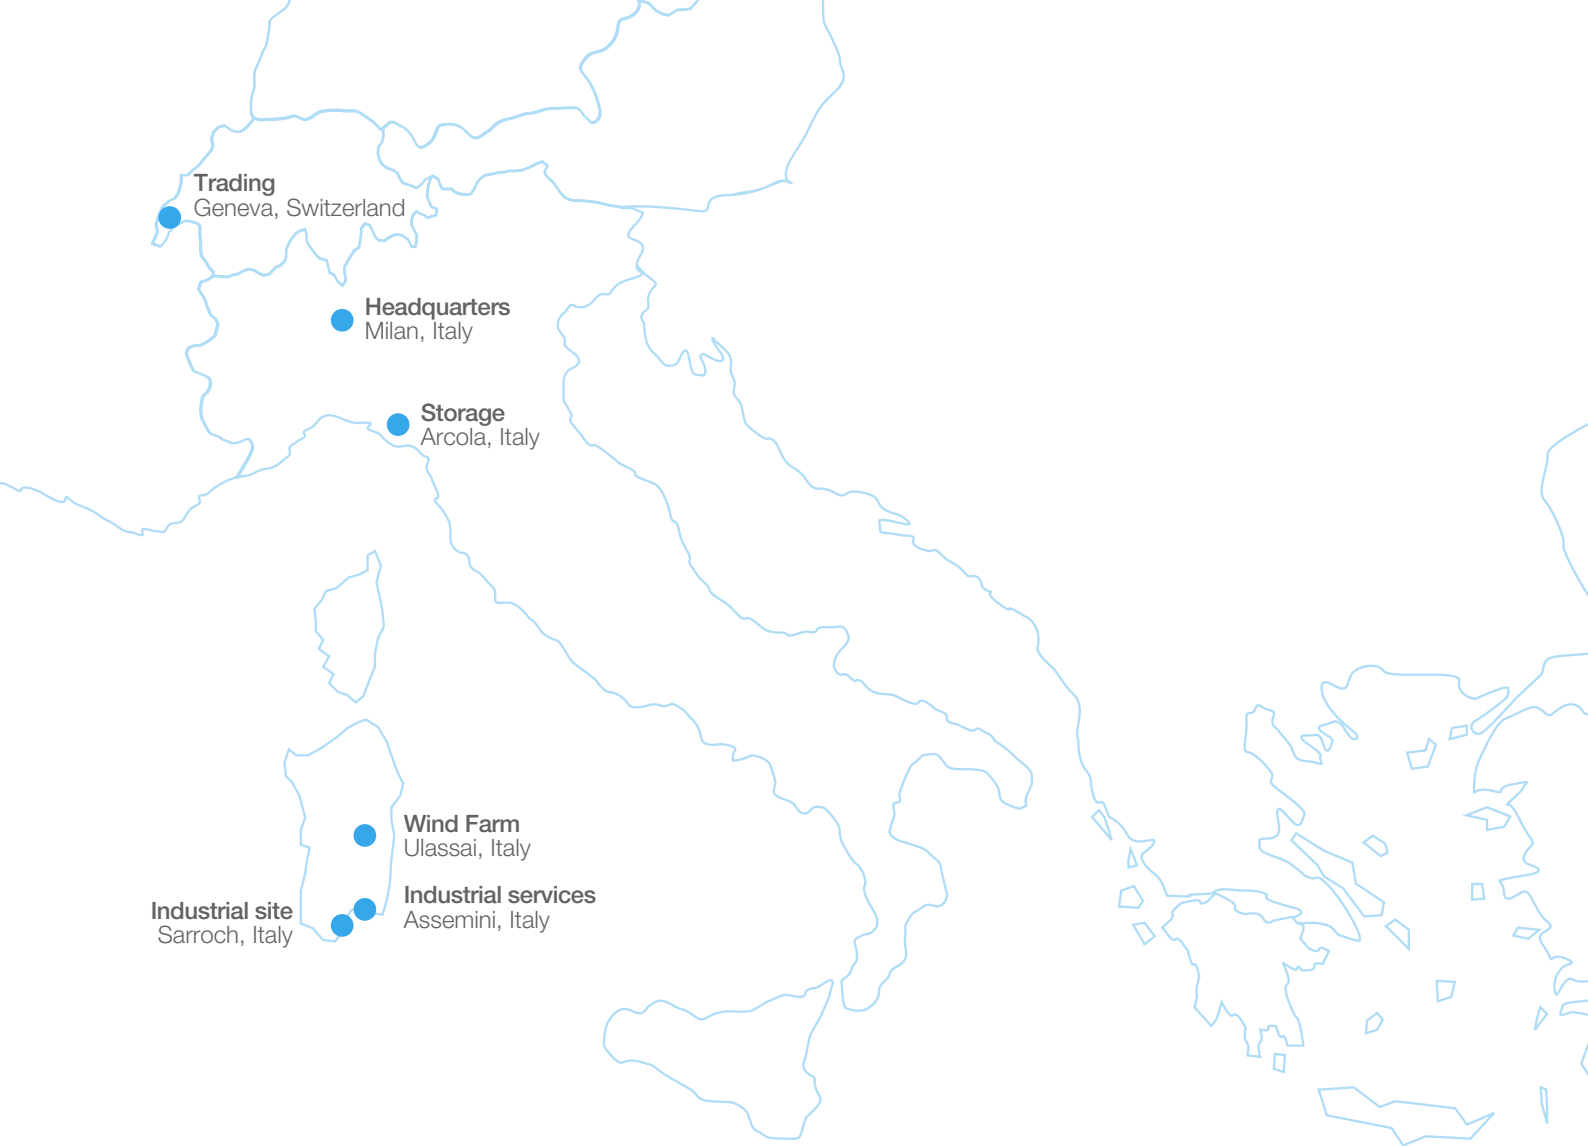 Trading
Geneva, Switzerland
Headquarters
Milan, Italy
Storage
Arcola, Italy
Wind Farm
Ulassai, Italy
Industrial services
Assemini, Italy
Industrial site
Sarroch, Italy